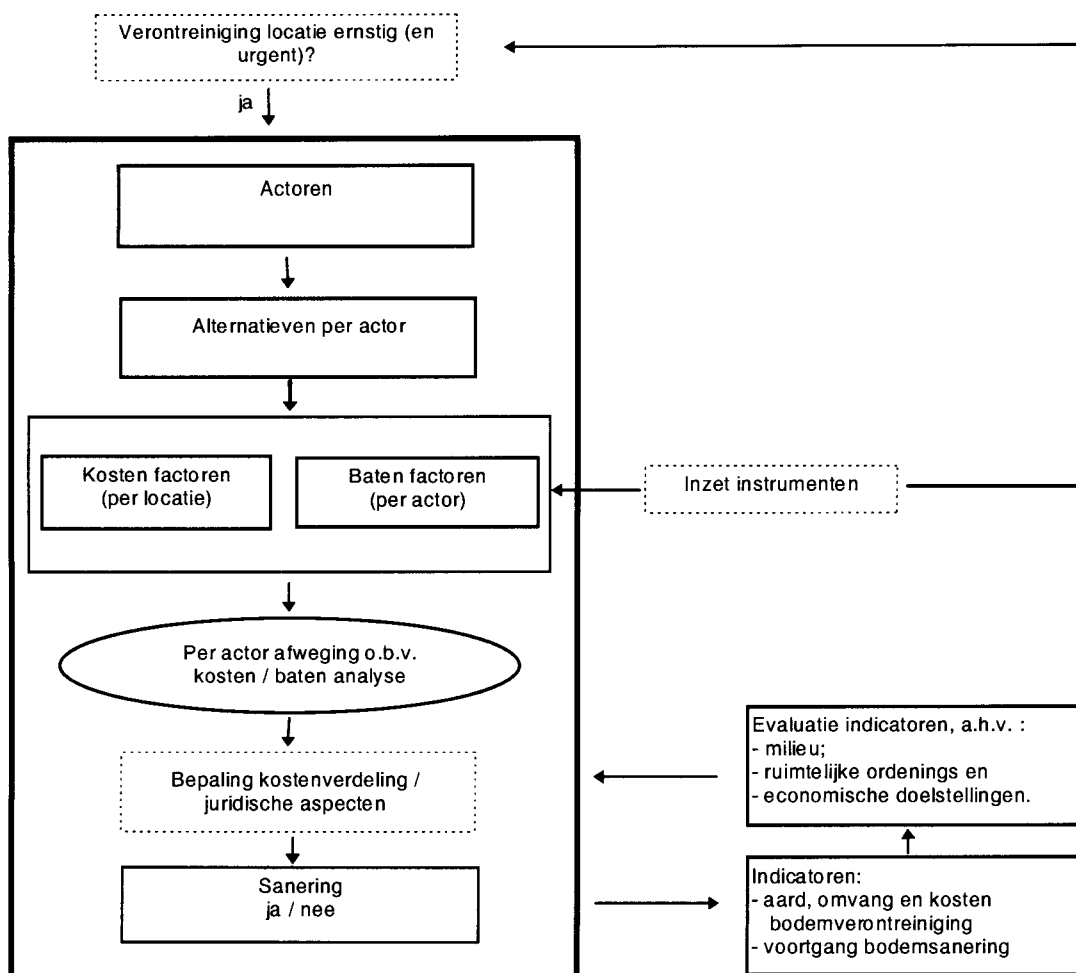 Verontreiniging locatie ernstig (en
urgent)?
ja
Actoren
Alternatieven per actor
Kosten factoren
(per locatie)
Baten factoren
(per actor)
Inzet instrumenten
Per actor afweging o.b.v.
kosten / baten analyse
Bepaling kostenverdeling /
juridische aspecten
Sanering
ja / nee
Evaluatie indicatoren, a.h.v. :
- milieu;
- ruimtelijke ordenings en
- economische doelstellingen.
Indicatoren:
- aard, omvang en kosten
bodemverontreiniging
- voortgang bodemsanering